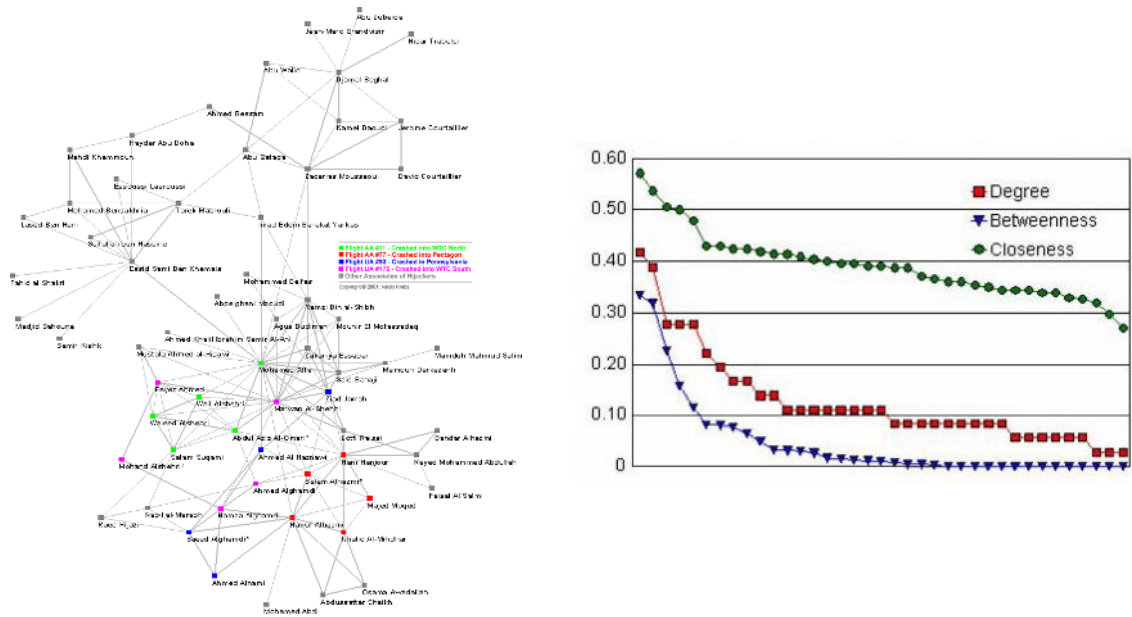 Abu Zubeida
Jean-Marc Grandvisir
Nizar Trabelsi
Abu Walid
Djamal Beghal
Ahmed Ressam
Kamel Daoudi
Jerome Courtaillier
Haydar Abu Doha
Mehdi Khammoun
Abu Qatada
Zacarias Moussaoui
David Courtaillier
Essoussi Laaroussi
Mohamed Bensakhria
Tarek Maaroufi
Lased Ben Heni
Imad Eddin Barakat Yarkas
Seifallah ben Hassine
Essid Sami Ben Khemais
Flight AA #11 - Crashed into WTC North
Flight AA #77 - Crashed into Pentagon
Flight UA #93 - Crashed in Pennsylvania
Flight UA #175 - Crashed into WTC South
Other Associates of Hijackers
Copyright © 2001, Valdis Krebs
Fahid al Shakri
Mohammed Belfas
Abdelghani Mzoudi
Ramzi Bin al-Shibh
Madjid Sahoune
Agus Budiman
Mounir El Motassadeq
Samir Kishk
Ahmed Khalil Ibrahim Samir Al-Ani
Zakariya Essabar
Mamduh Mahmud Salim
Mustafa Ahmed al-Hisawi
Mohamed Atta
Said Bahaji
Mamoun Darkazanli
Fayez Ahmed
Ziad Jarrah
Wail Alshehri
Marwan Al-Shehhi
Waleed Alshehri
Abdul Aziz Al-Omari*
Lotfi Raissi
Bandar Alhazmi
Satam Suqami
Ahmed Al Haznawi
Hani Hanjour
Rayed Mohammed Abdullah
Mohand Alshehri*
Salem Alhazmi*
Faisal Al Salmi
Ahmed Alghamdi
Majed Moqed
Nabil al-Marabh
Hamza Alghamdi
Raed Hijazi
Nawaf Alhazmi
Saeed Alghamdi*
Khalid Al-Mihdhar
Ahmed Alnami
Osama Awadallah
Abdussattar Shaikh
Mohamed Abdi
0.60
0.50
0.40
0.30
0.20
0.10
0
Degree
Betweenness
Closeness